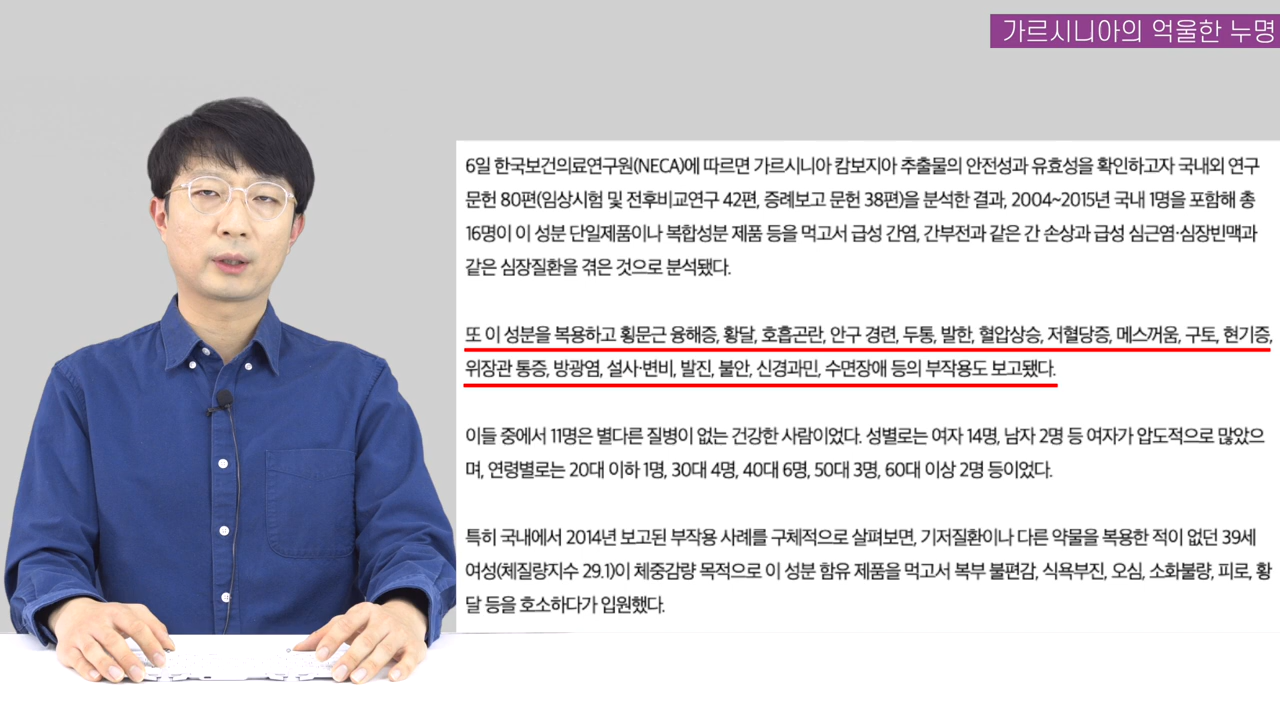 가르시니아의 억울한 누명
6일 한국보건의료연구원(NECA)에 따르면 가르시니아 캄보지아 추출물의 안전성과 유효성을 확인하고자 국내외 연구
문헌 80편(임상시험 및 전후비교연구 42편, 증례보고 문헌 38편)을 분석한 결과, 2004~2015년 국내 1명을 포함해 총
16명이 이 성분 단일제품이나 복합성분 제품 등을 먹고서 급성 간염, 간부전과 같은 간 손상과 급성 심근염·심장빈맥과
같은 심장질환을 겪은 것으로 분석됐다.
또 이 성분을 복용하고 횡문근 융해증, 황달, 호흡곤란, 안구 경련, 두통, 발한, 혈압상승, 저혈당증, 메스꺼움, 구토, 현기증,
위장관 통증, 방광염, 설사·변비, 발진, 불안, 신경과민, 수면장애 등의 부작용도 보고됐다.
이들 중에서 11명은 별다른 질병이 없는 건강한 사람이었다. 성별로는 여자 14명, 남자 2명 등 여자가 압도적으로 많았으
며, 연령별로는 20대 이하 1명, 30대 4명, 40대 6명, 50대 3명, 60대 이상 2명 등이었다.
특히 국내에서 2014년 보고된 부작용 사례를 구체적으로 살펴보면, 기저질환이나 다른 약물을 복용한 적이 없던 39세
여성(체질량지수 29.1)이 체중감량 목적으로 이 성분 함유 제품을 먹고서 복부 불편감, 식욕부진, 오심, 소화불량, 피로, 황
달 등을 호소하다가 입원했다.